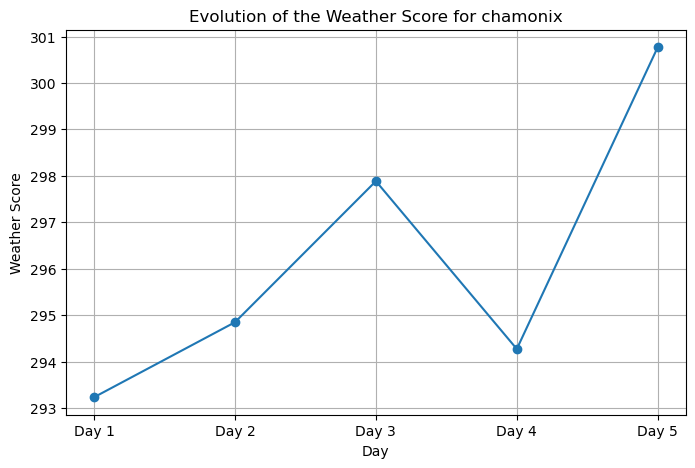 Evolution of the Weather Score for chamonix
301
300
299
298
297
296
295
294
293
Weather Score
Day 1 Day 2 Day 3 Day 4 Day 5
Day